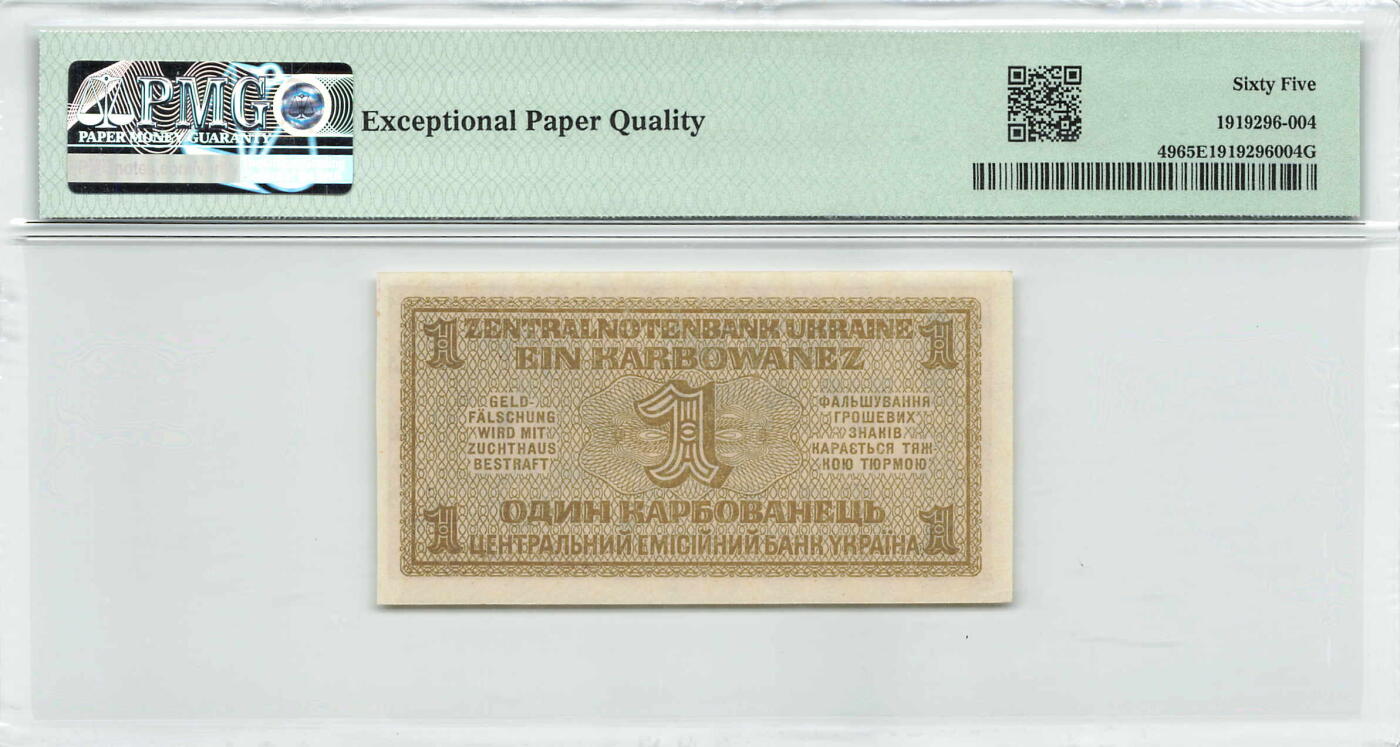 PMG
PAPER MONEY GUARANTY
Exceptional Paper Quality
Sixty Five
1919296-004
4965E1919296004G
1 ZENTRALNOTENBANK UKRAINE 1
EIN KARBOWANEZ
GELD-
FÄLSCHUNG
WIRD MIT
ZUCHTHAUS
BESTRAFT
1
ФАЛЬШУВАННЯ
ГРОШЕВИХ
ЗНАКІВ
КАРАЄТЬСЯ ТЯЖ-
КОЮ ТЮРМОЮ
1 ОДИН КАРБОВАНЕЦЬ 1
ЦЕНТРАЛЬНИЙ ЕМІСІЙНИЙ БАНК УКРАЇНА